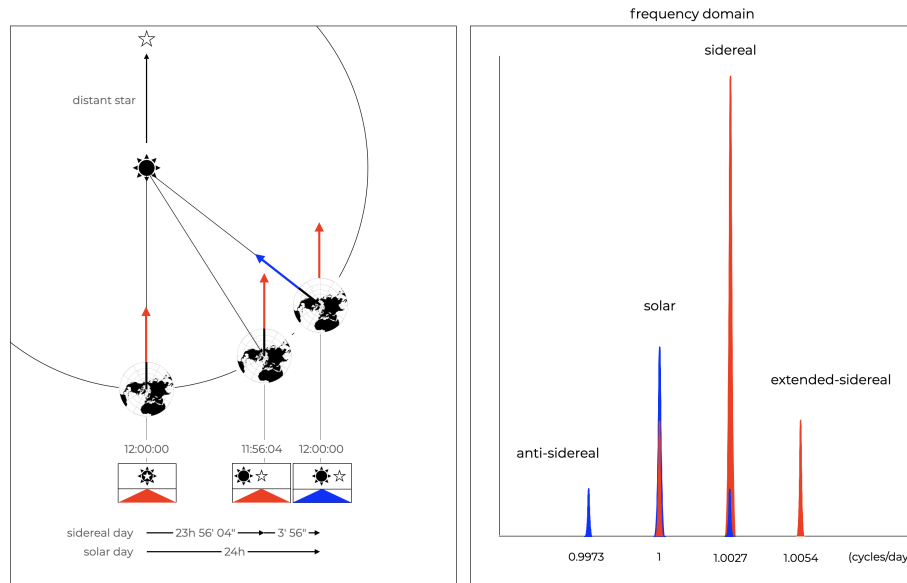 frequency domain
distant star
12:00:00
11:56:04
12:00:00
sidereal day
23h 56' 04"
3' 56"
solar day
24h
sidereal
solar
extended-sidereal
anti-sidereal
0.9973
1
1.0027
1.0054
(cycles/day